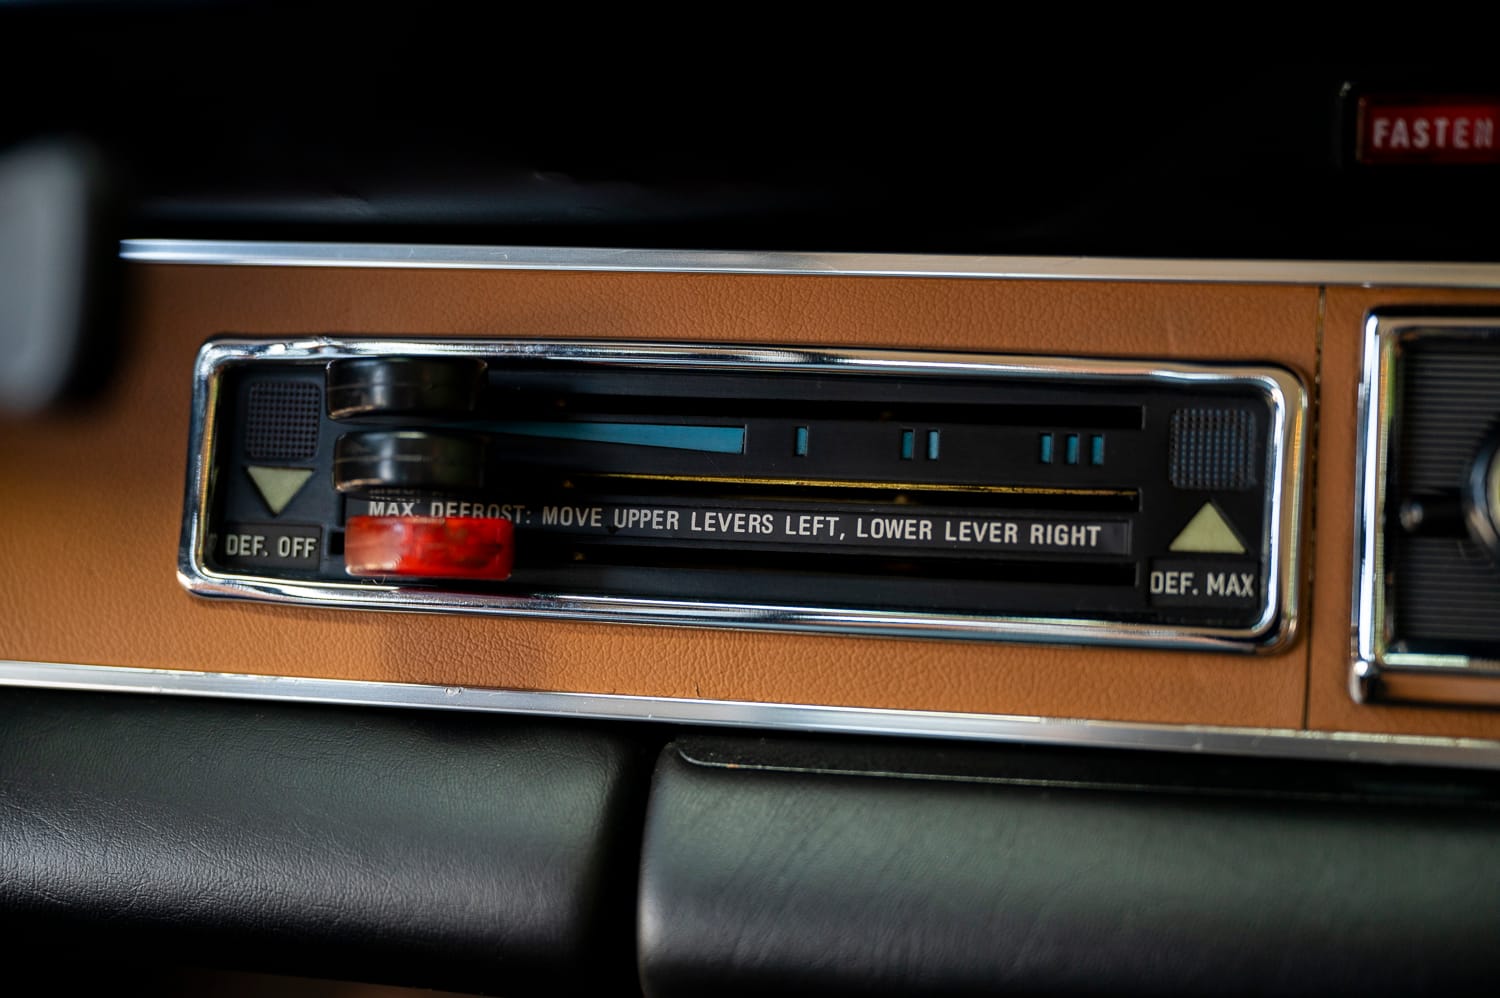 FASTEN
MAX. DEFROST: MOVE UPPER LEVERS LEFT, LOWER LEVER RIGHT
DEF. OFF
DEF. MAX